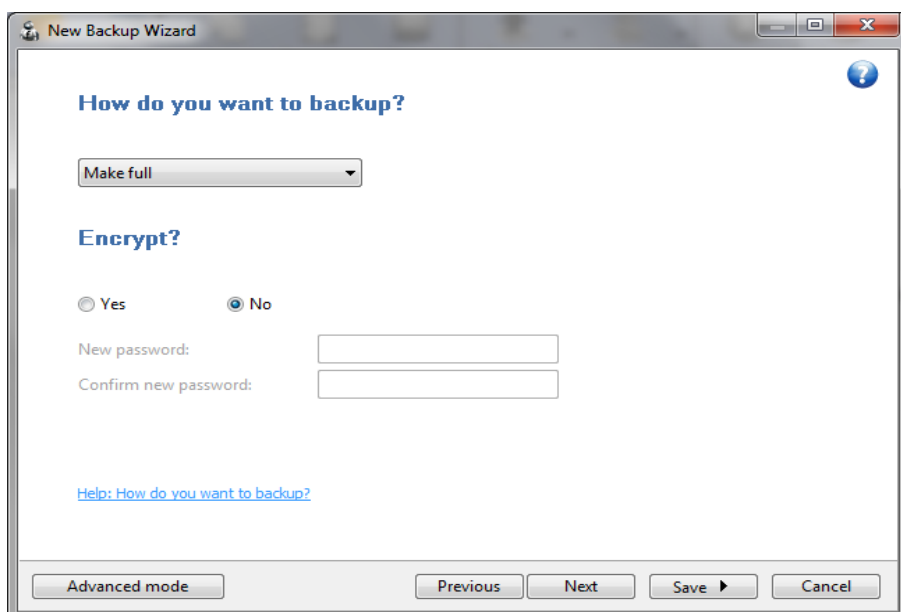 New Backup Wizard
How do you want to backup?
Make full
Encrypt?
Yes No
New password:
Confirm new password:
Help: How do you want to backup?
Advanced mode Previous Next Save Cancel